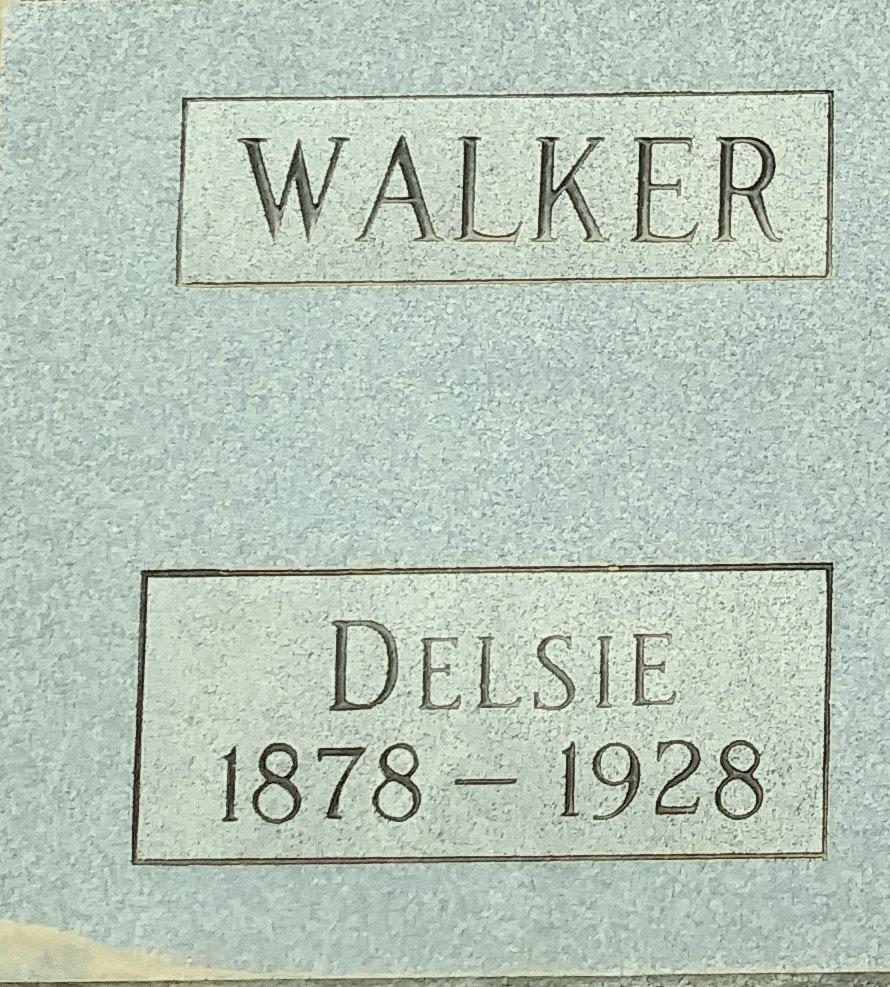 WALKER
DELSIE
1878 – 1928